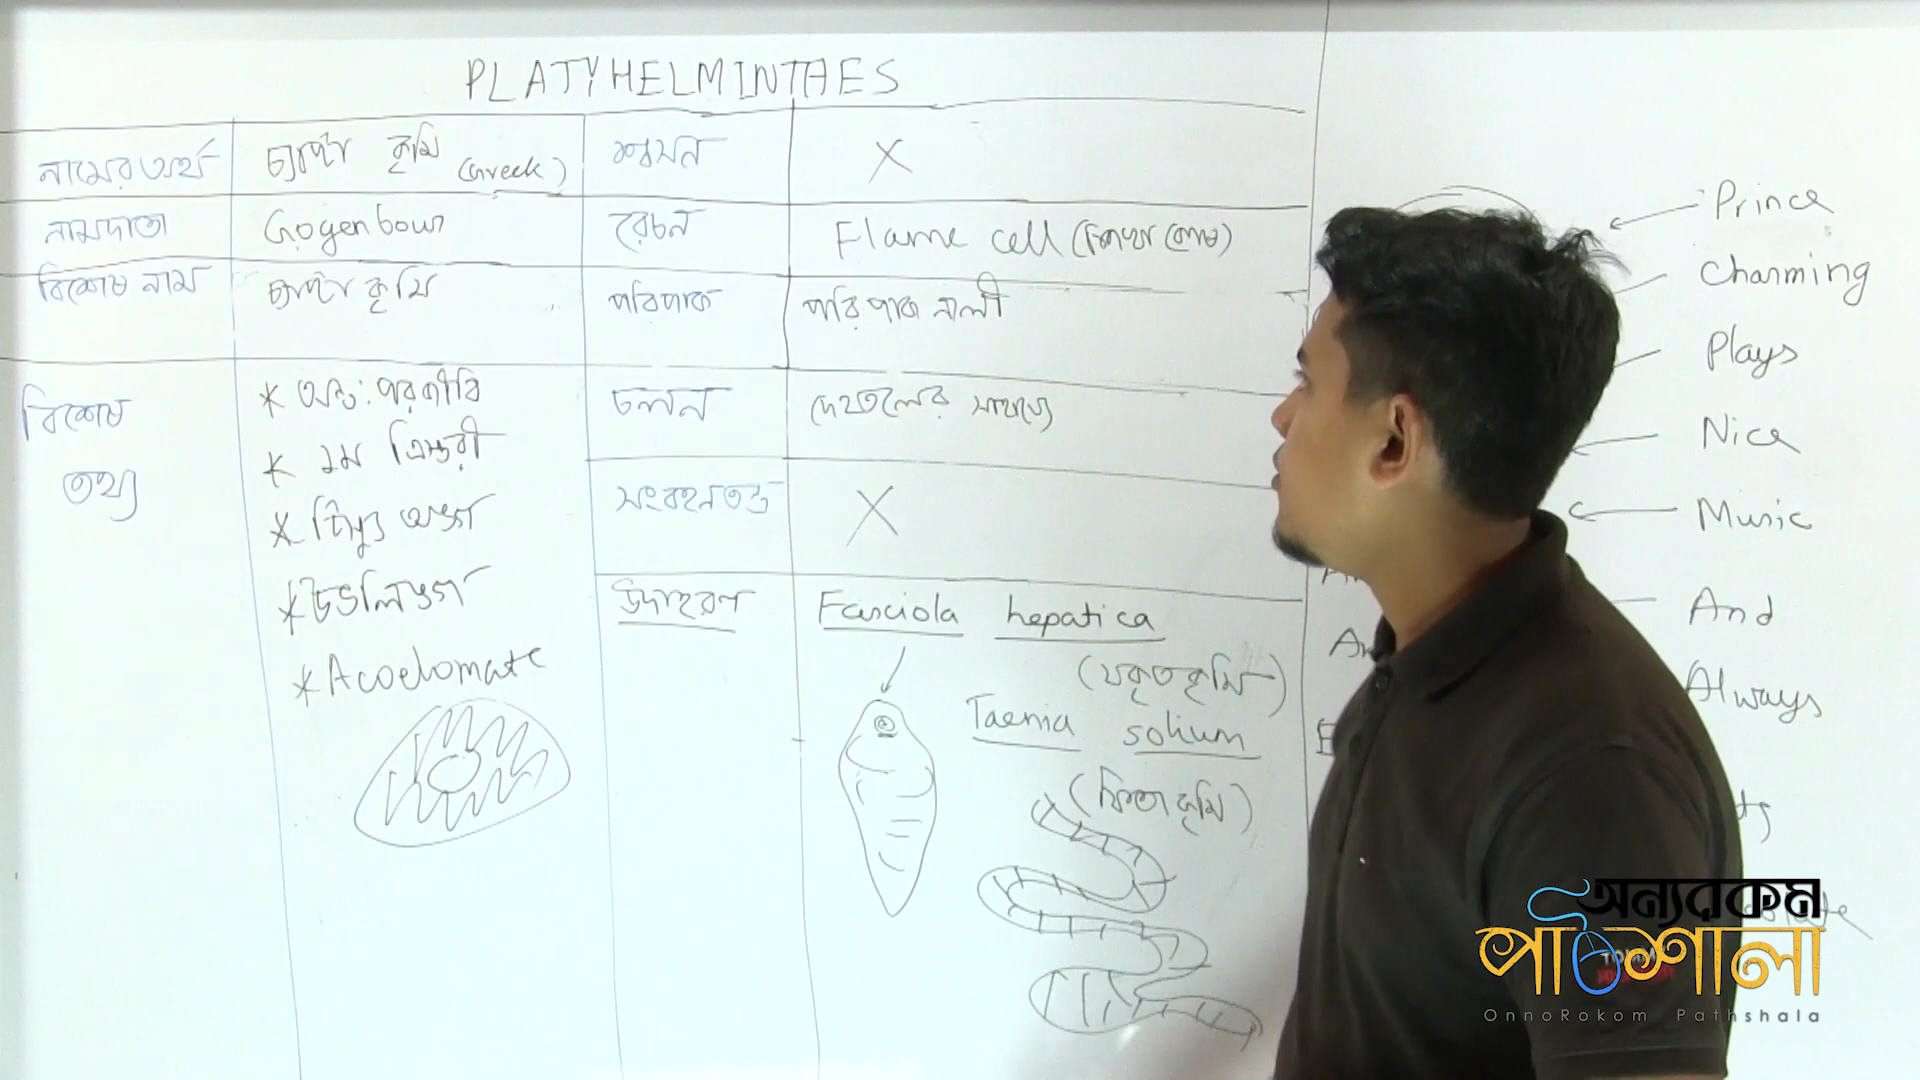 PLATYHELMINTHES
নামের অর্থ
চ্যাপ্টা কৃমি (Greek)
শ্বসন
X
নামদাতা
Gogenbour
রেচন
Flame cell (শিখা কোষ)
বিশেষ নাম
চ্যাপ্টা কৃমি
পরিপাক
পরিপাক নালী
বিশেষ
তথ্য
* অন্ত:পরজীবি
* ১ম ত্রিস্তরী
* দ্বিপার্শ্বীয়
* উভলিঙ্গ
* Acoelomate
চলন
দেহতলের সাহায্যে
সংবহনতন্ত্র
X
উদাহরণ
Fasciola hepatica
(যকৃত কৃমি)
Taenia solium
(ফিতা কৃমি)
Prince
Charming
Plays
Nice
Music
And
Always
অন্যরকম
পাঠশালা
OnnoRokom Pathshala